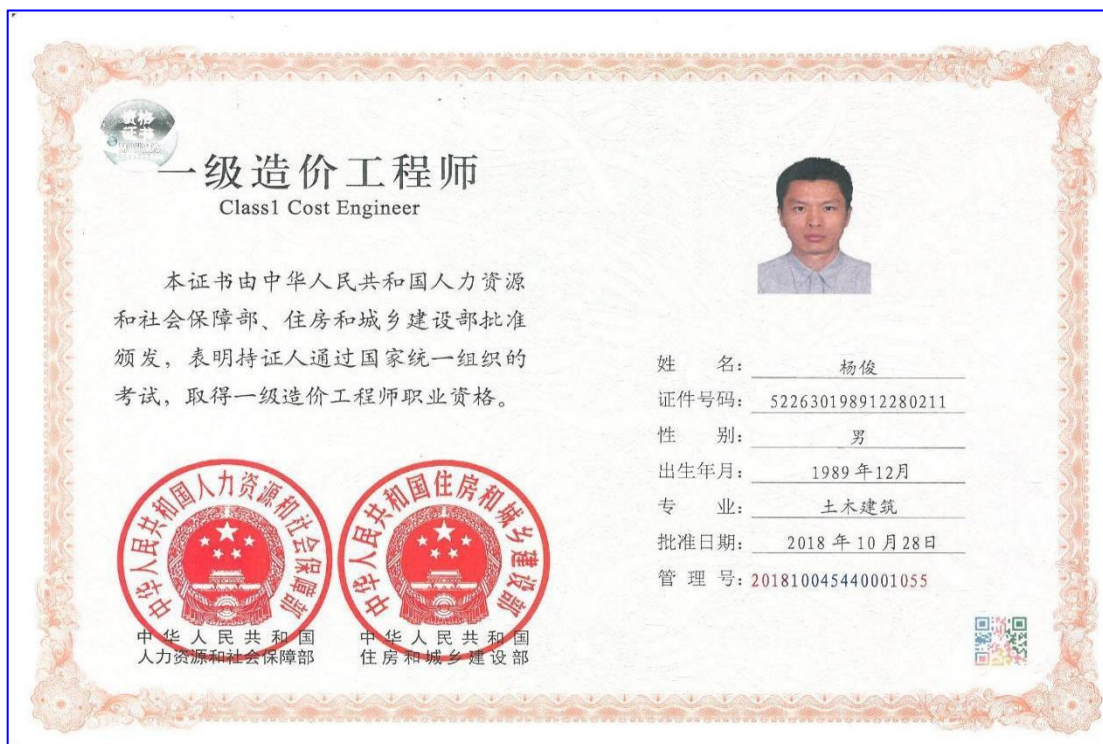 资格
证书
一级造价工程师
Class1 Cost Engineer
本证书由中华人民共和国人力资源
和社会保障部、住房和城乡建设部批准
颁发，表明持证人通过国家统一组织的
考试，取得一级造价工程师职业资格。
中华人民共和国人力资源和社会保障部
中华人民共和国
人力资源和社会保障部
中华人民共和国住房和城乡建设部
中华人民共和国
住房和城乡建设部
姓 名： 杨俊
证件号码： 522630198912280211
性 别： 男
出生年月： 1989年12月
专 业： 土木建筑
批准日期： 2018年10月28日
管 理 号：201810045440001055